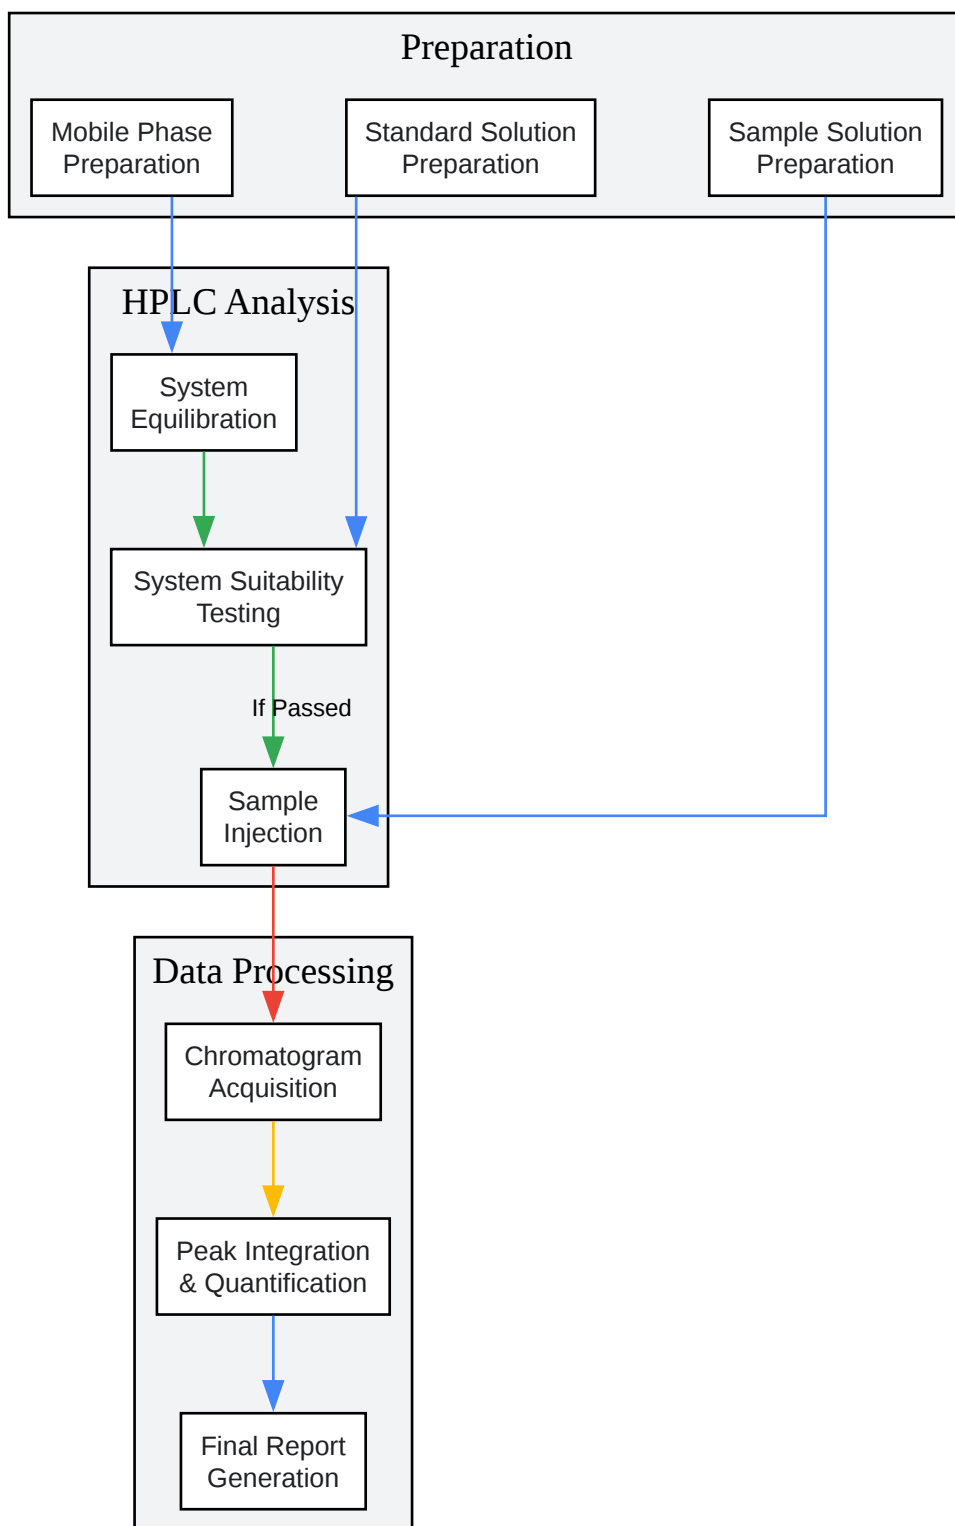 Preparation
Mobile Phase
Preparation
Standard Solution
Preparation
Sample Solution
Preparation
HPLC Analysis
System
Equilibration
System Suitability
Testing
If Passed
Sample
Injection
Data Processing
Chromatogram
Acquisition
Peak Integration
& Quantification
Final Report
Generation